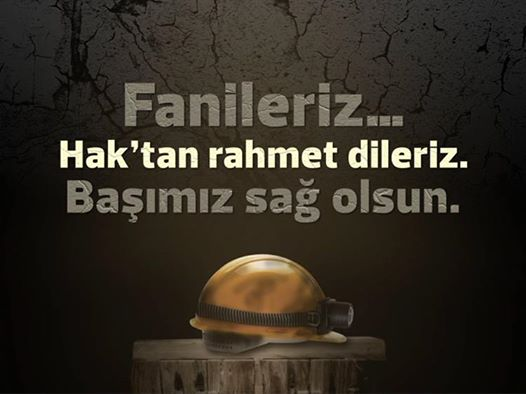 Fanileriz...
Hak'tan rahmet dileriz.
Başımız sağ olsun.